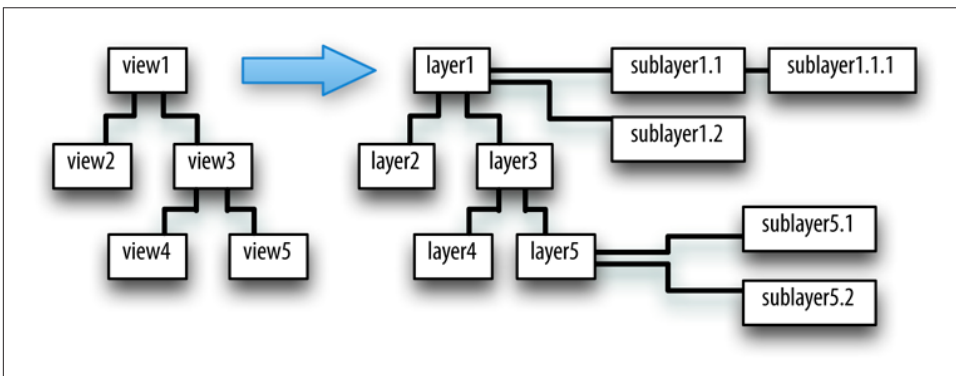 view1
layer1
sublayer1.1
sublayer1.1.1
sublayer1.2
view2
view3
layer2
layer3
view4
view5
layer4
layer5
sublayer5.1
sublayer5.2